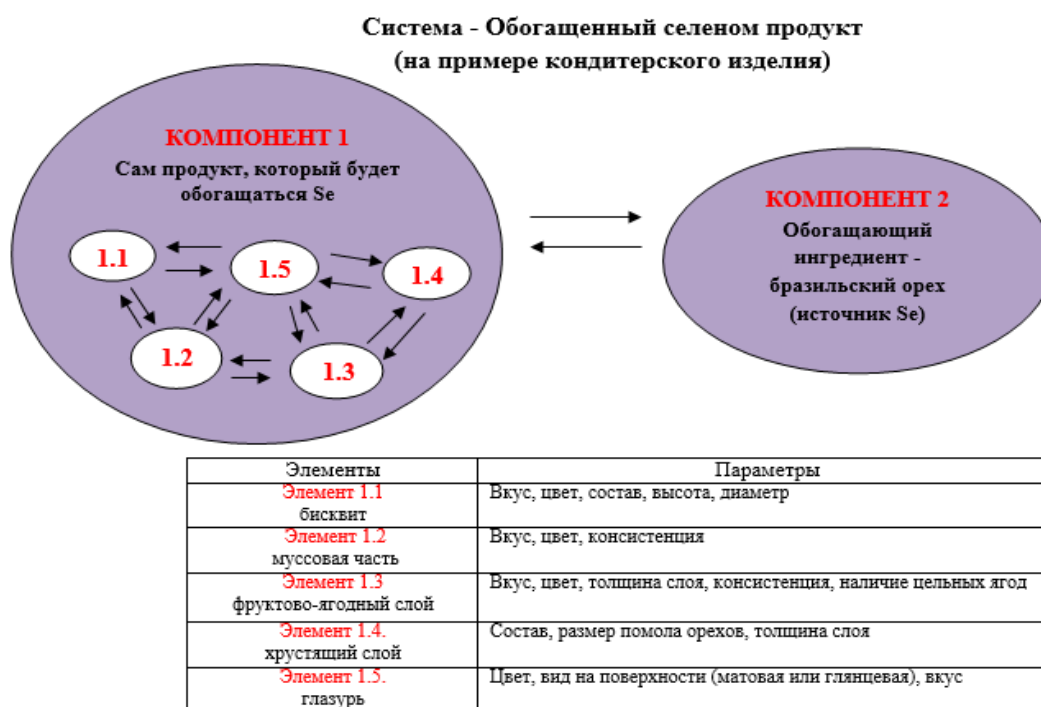 Система - Обогащенный селеном продукт
(на примере кондитерского изделия)
КОМПОНЕНТ 1
Сам продукт, который будет
обогащаться Se
1.1
1.5
1.4
1.2
1.3
КОМПОНЕНТ 2
Обогащающий
ингредиент -
бразильский орех
(источник Se)
Элементы Параметры
Элемент 1.1 Вкус, цвет, состав, высота, диаметр
бисквит
Элемент 1.2 Вкус, цвет, консистенция
муссовая часть
Элемент 1.3 Вкус, цвет, толщина слоя, консистенция, наличие цельных ягод
фруктово-ягодный слой
Элемент 1.4. Состав, размер помола орехов, толщина слоя
хрустящий слой
Элемент 1.5. Цвет, вид на поверхности (матовая или глянцевая), вкус
глазурь